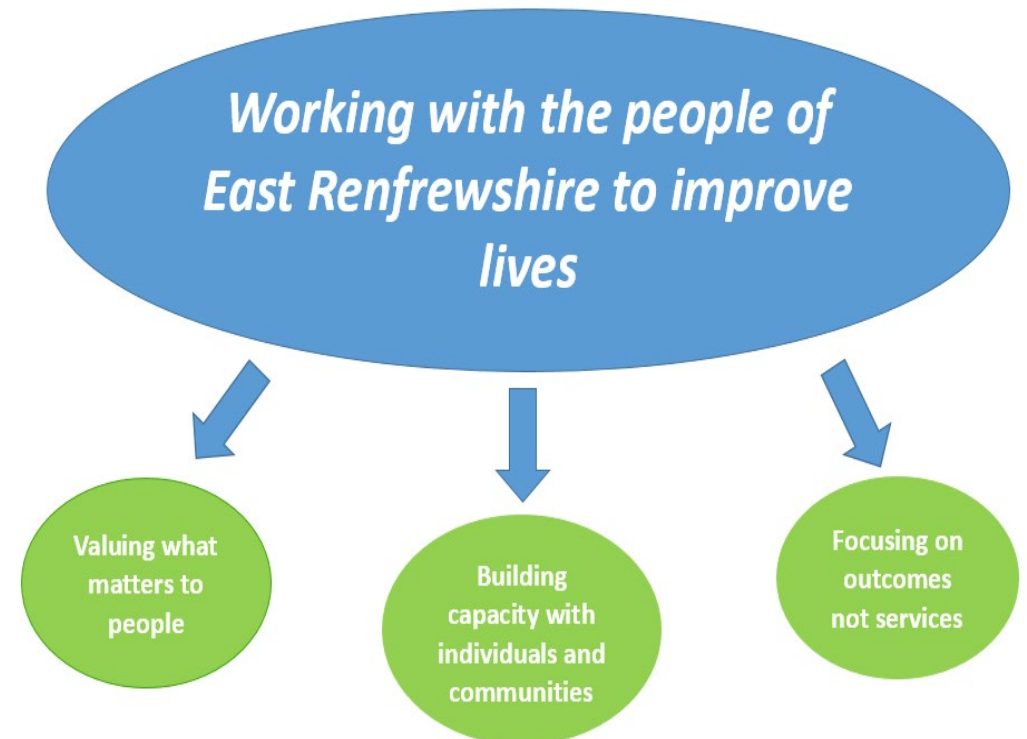 Working with the people of
East Renfrewshire to improve
lives
Valuing what
matters to
people
Building
capacity with
individuals and
communities
Focusing on
outcomes
not services